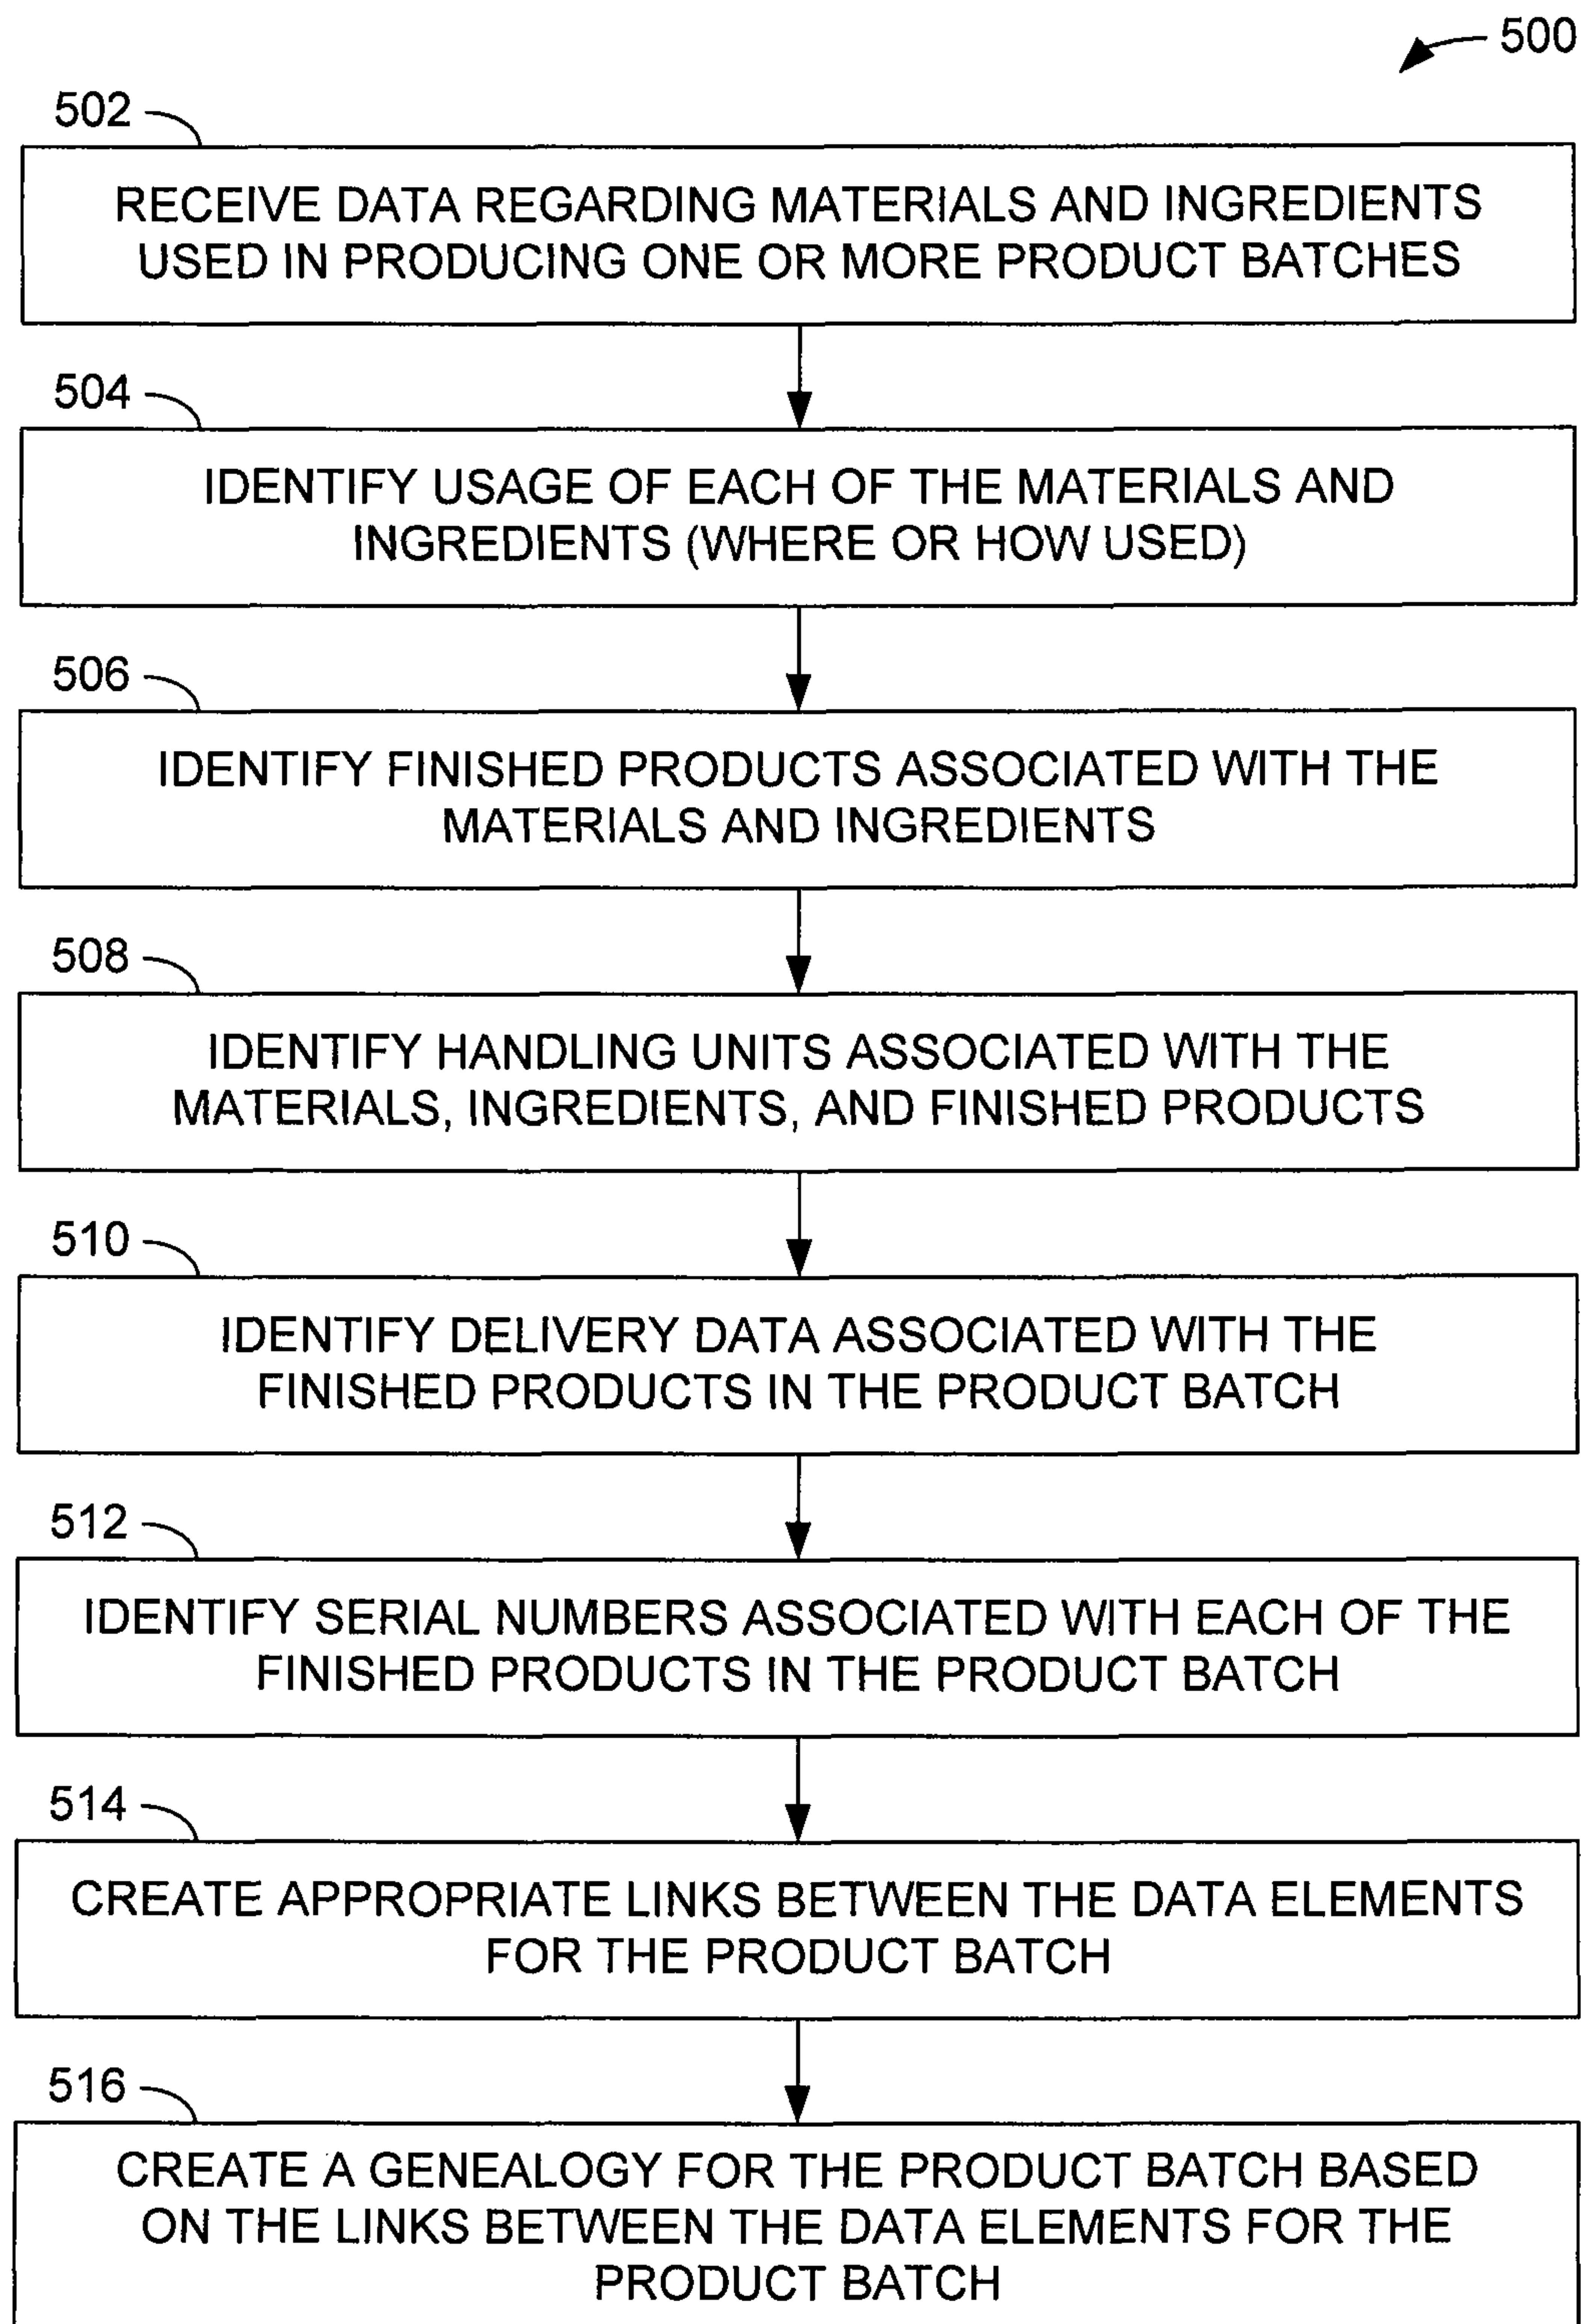 500
502
RECEIVE DATA REGARDING MATERIALS AND INGREDIENTS
USED IN PRODUCING ONE OR MORE PRODUCT BATCHES
504
IDENTIFY USAGE OF EACH OF THE MATERIALS AND
INGREDIENTS (WHERE OR HOW USED)
506
IDENTIFY FINISHED PRODUCTS ASSOCIATED WITH THE
MATERIALS AND INGREDIENTS
508
IDENTIFY HANDLING UNITS ASSOCIATED WITH THE
MATERIALS, INGREDIENTS, AND FINISHED PRODUCTS
510
IDENTIFY DELIVERY DATA ASSOCIATED WITH THE
FINISHED PRODUCTS IN THE PRODUCT BATCH
512
IDENTIFY SERIAL NUMBERS ASSOCIATED WITH EACH OF THE
FINISHED PRODUCTS IN THE PRODUCT BATCH
514
CREATE APPROPRIATE LINKS BETWEEN THE DATA ELEMENTS
FOR THE PRODUCT BATCH
516
CREATE A GENEALOGY FOR THE PRODUCT BATCH BASED
ON THE LINKS BETWEEN THE DATA ELEMENTS FOR THE
PRODUCT BATCH